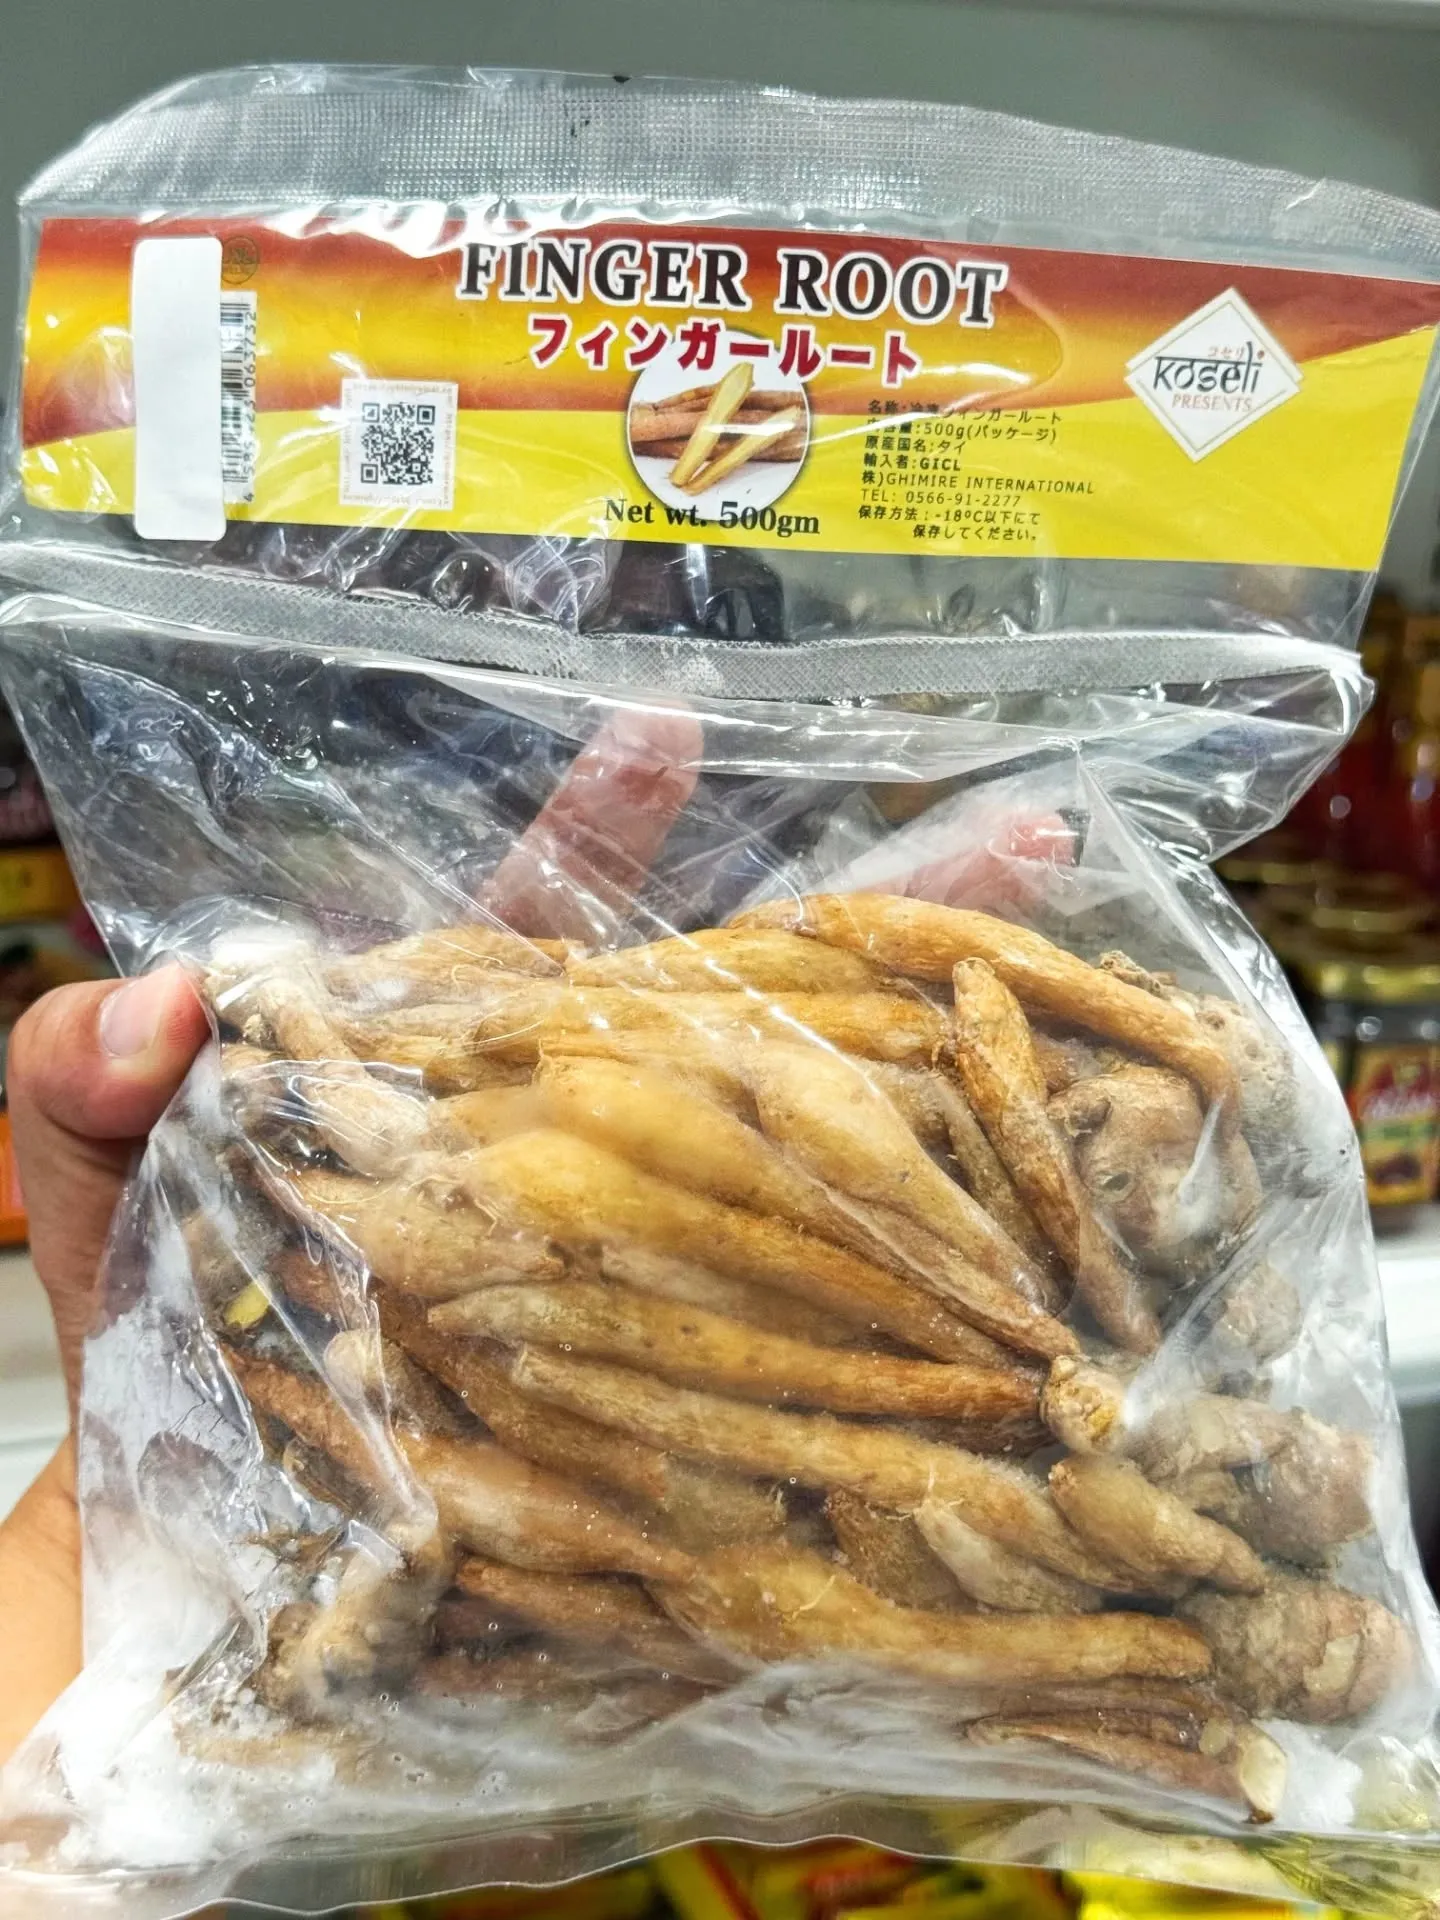 FINGER ROOT
フィンガールート
コセリ
koseli
PRESENTS
名称:冷凍フィンガールート
内容量:500g(パッケージ)
原産国名:タイ
輸入者:GICL
株)GHIMIRE INTERNATIONAL
TEL: 0566-91-2277
保存方法:-18ºC以下にて
保存してください。
Net wt. 500gm